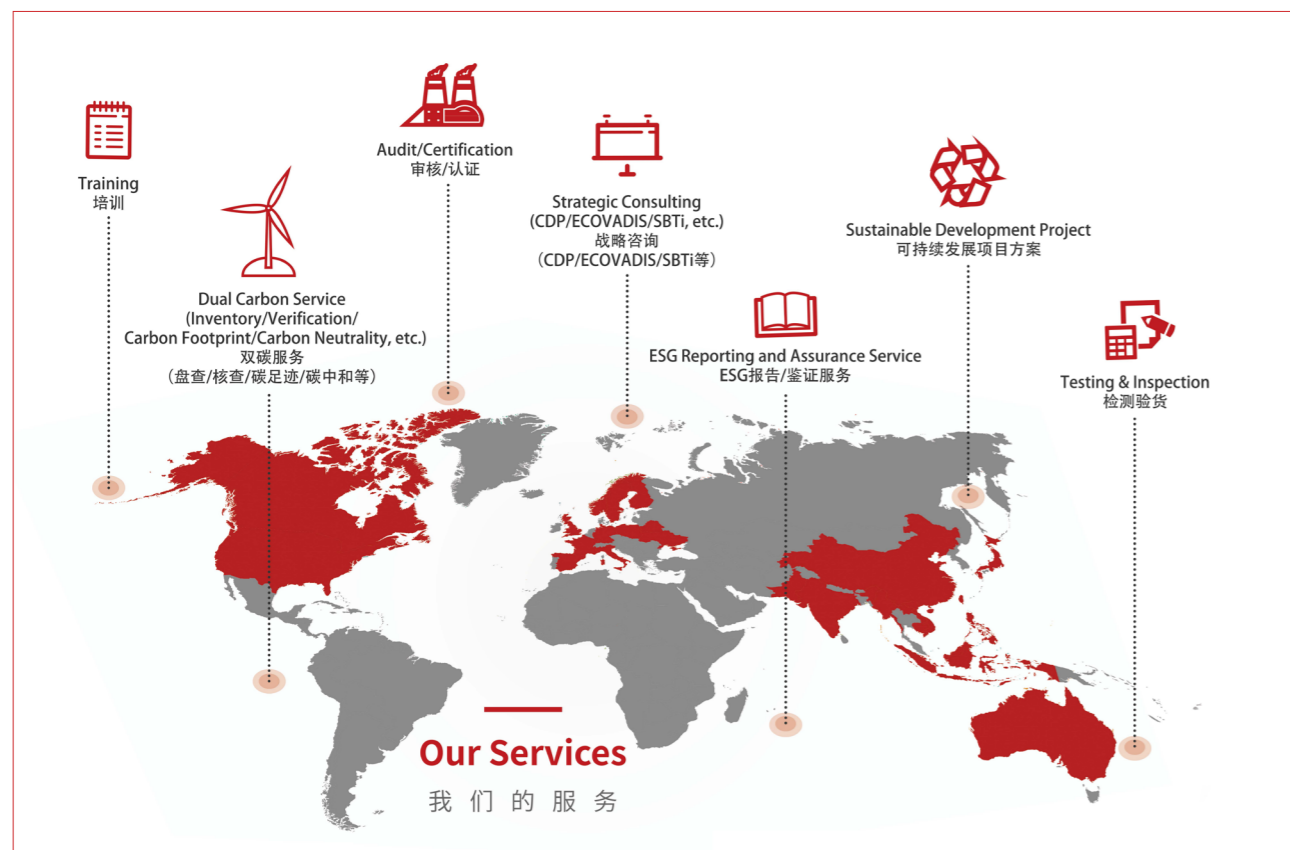 Training
培训
Dual Carbon Service
(Inventory/Verification/
Carbon Footprint/Carbon Neutrality, etc.)
双碳服务
（盘查/核查/碳足迹/碳中和等）
Audit/Certification
审核/认证
Strategic Consulting
(CDP/ECOVADIS/SBTi, etc.)
战略咨询
（CDP/ECOVADIS/SBTi等）
ESG Reporting and Assurance Service
ESG报告/鉴证服务
Sustainable Development Project
可持续发展项目方案
Testing & Inspection
检测验货
Our Services
我们的服务